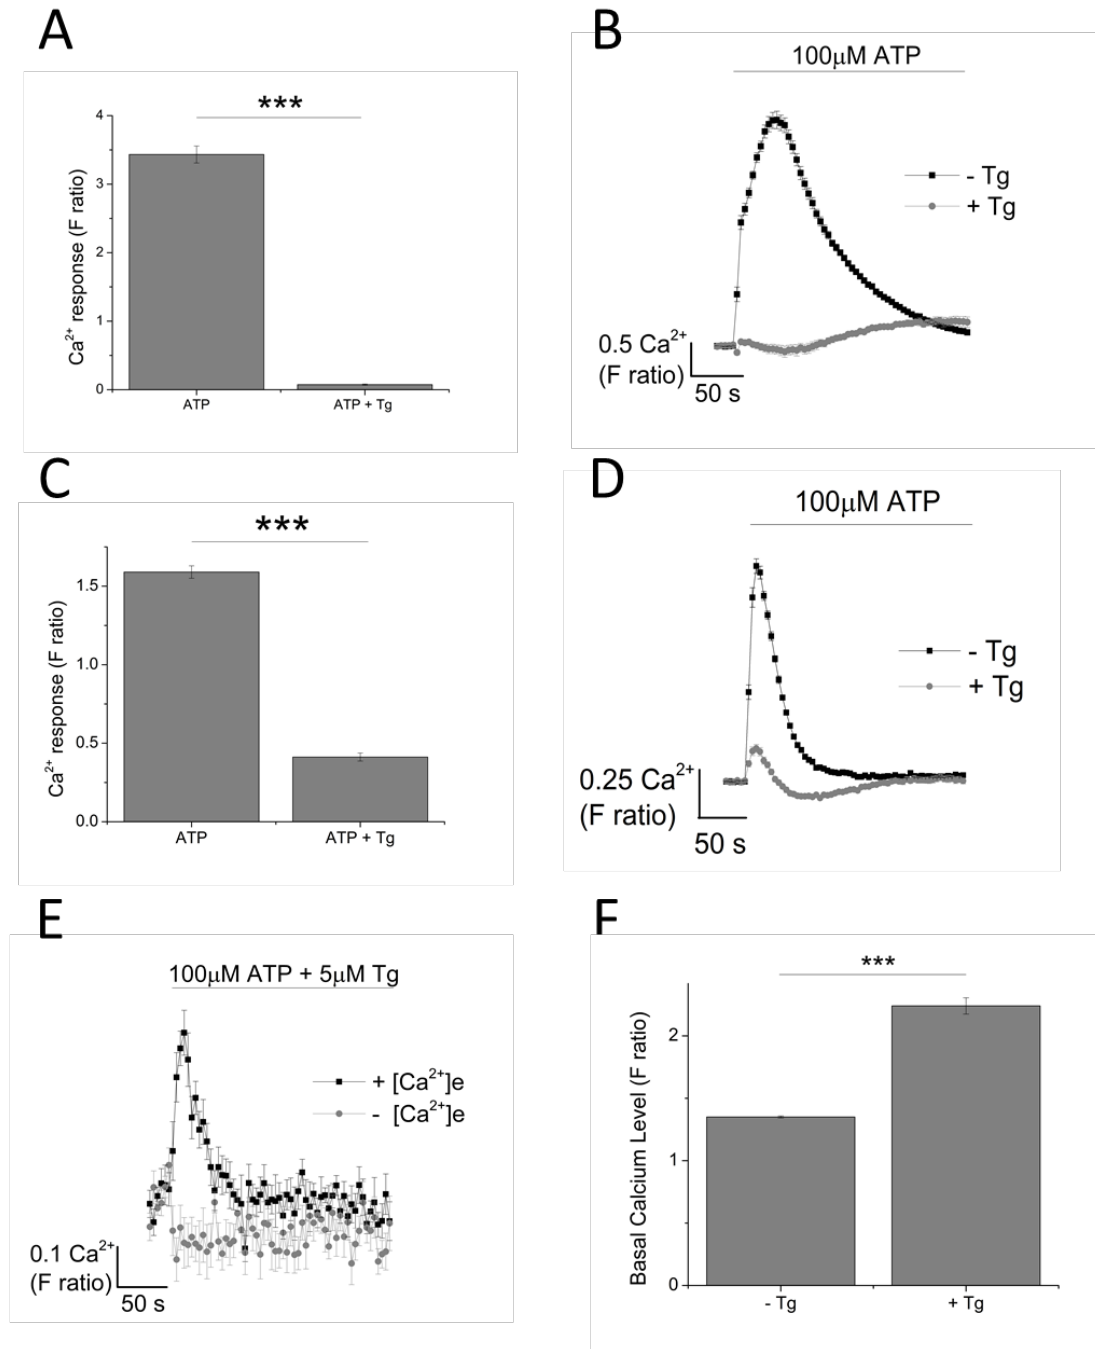 A
***
Ca²⁺ response (F ratio)
4
3
2
1
0
ATP
ATP + Tg
B
100μM ATP
- Tg
+ Tg
0.5 Ca²⁺
(F ratio)
50 s
C
***
Ca²⁺ response (F ratio)
1.5
1.0
0.5
0.0
ATP
ATP + Tg
D
100μM ATP
- Tg
+ Tg
0.25 Ca²⁺
(F ratio)
50 s
E
100μM ATP + 5μM Tg
+ [Ca²⁺]e
- [Ca²⁺]e
0.1 Ca²⁺
(F ratio)
50 s
F
***
Basal Calcium Level (F ratio)
2
1
0
- Tg
+ Tg